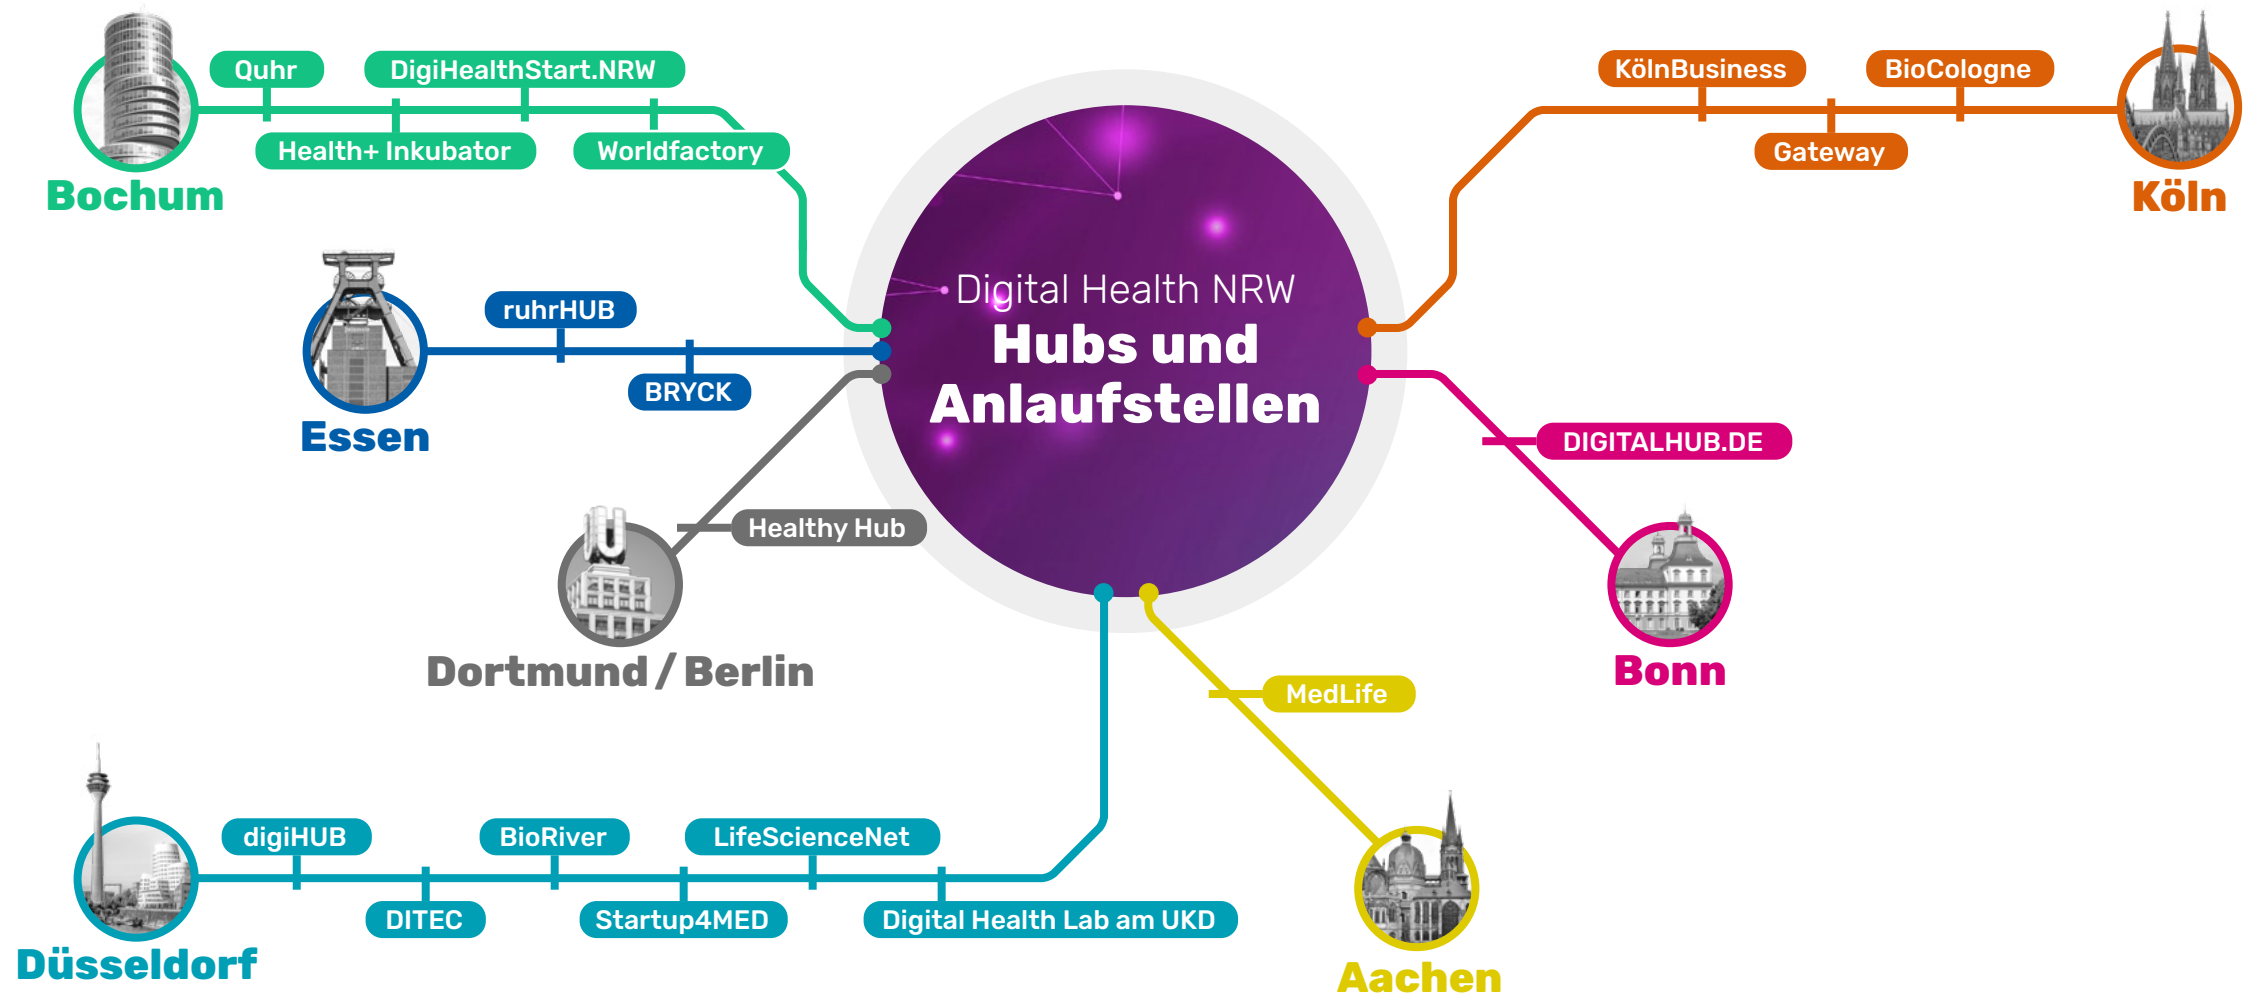 Quhr
DigiHealthStart.NRW
Health+ Inkubator
Worldfactory
Bochum
KölnBusiness
BioCologne
Gateway
Köln
ruhrHUB
BRYCK
Essen
Digital Health NRW
Hubs und
Anlaufstellen
DIGITALHUB.DE
Bonn
Healthy Hub
Dortmund / Berlin
MedLife
Aachen
digiHUB
BioRiver
LifeScienceNet
DITEC
Startup4MED
Digital Health Lab am UKD
Düsseldorf